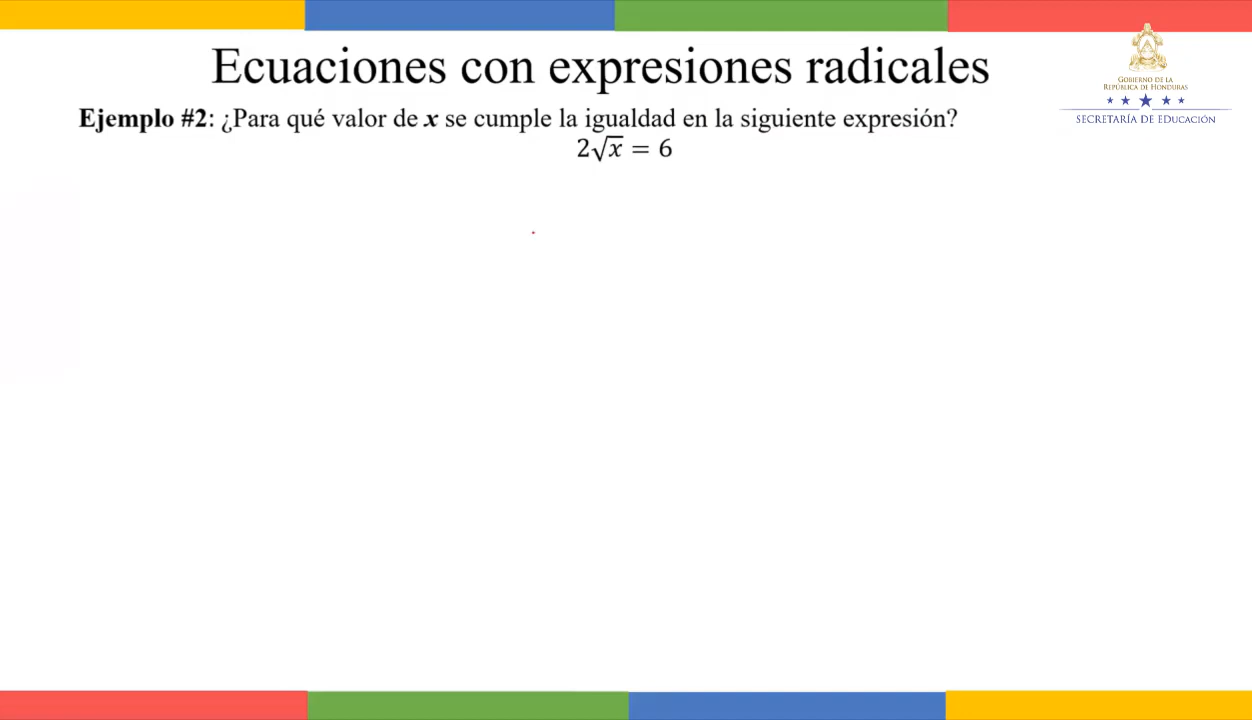 Ecuaciones con expresiones radicales
GOBIERNO DE LA
REPÚBLICA DE HONDURAS
SECRETARÍA DE EDUCACIÓN
Ejemplo #2: ¿Para qué valor de x se cumple la igualdad en la siguiente expresión?
2√x = 6